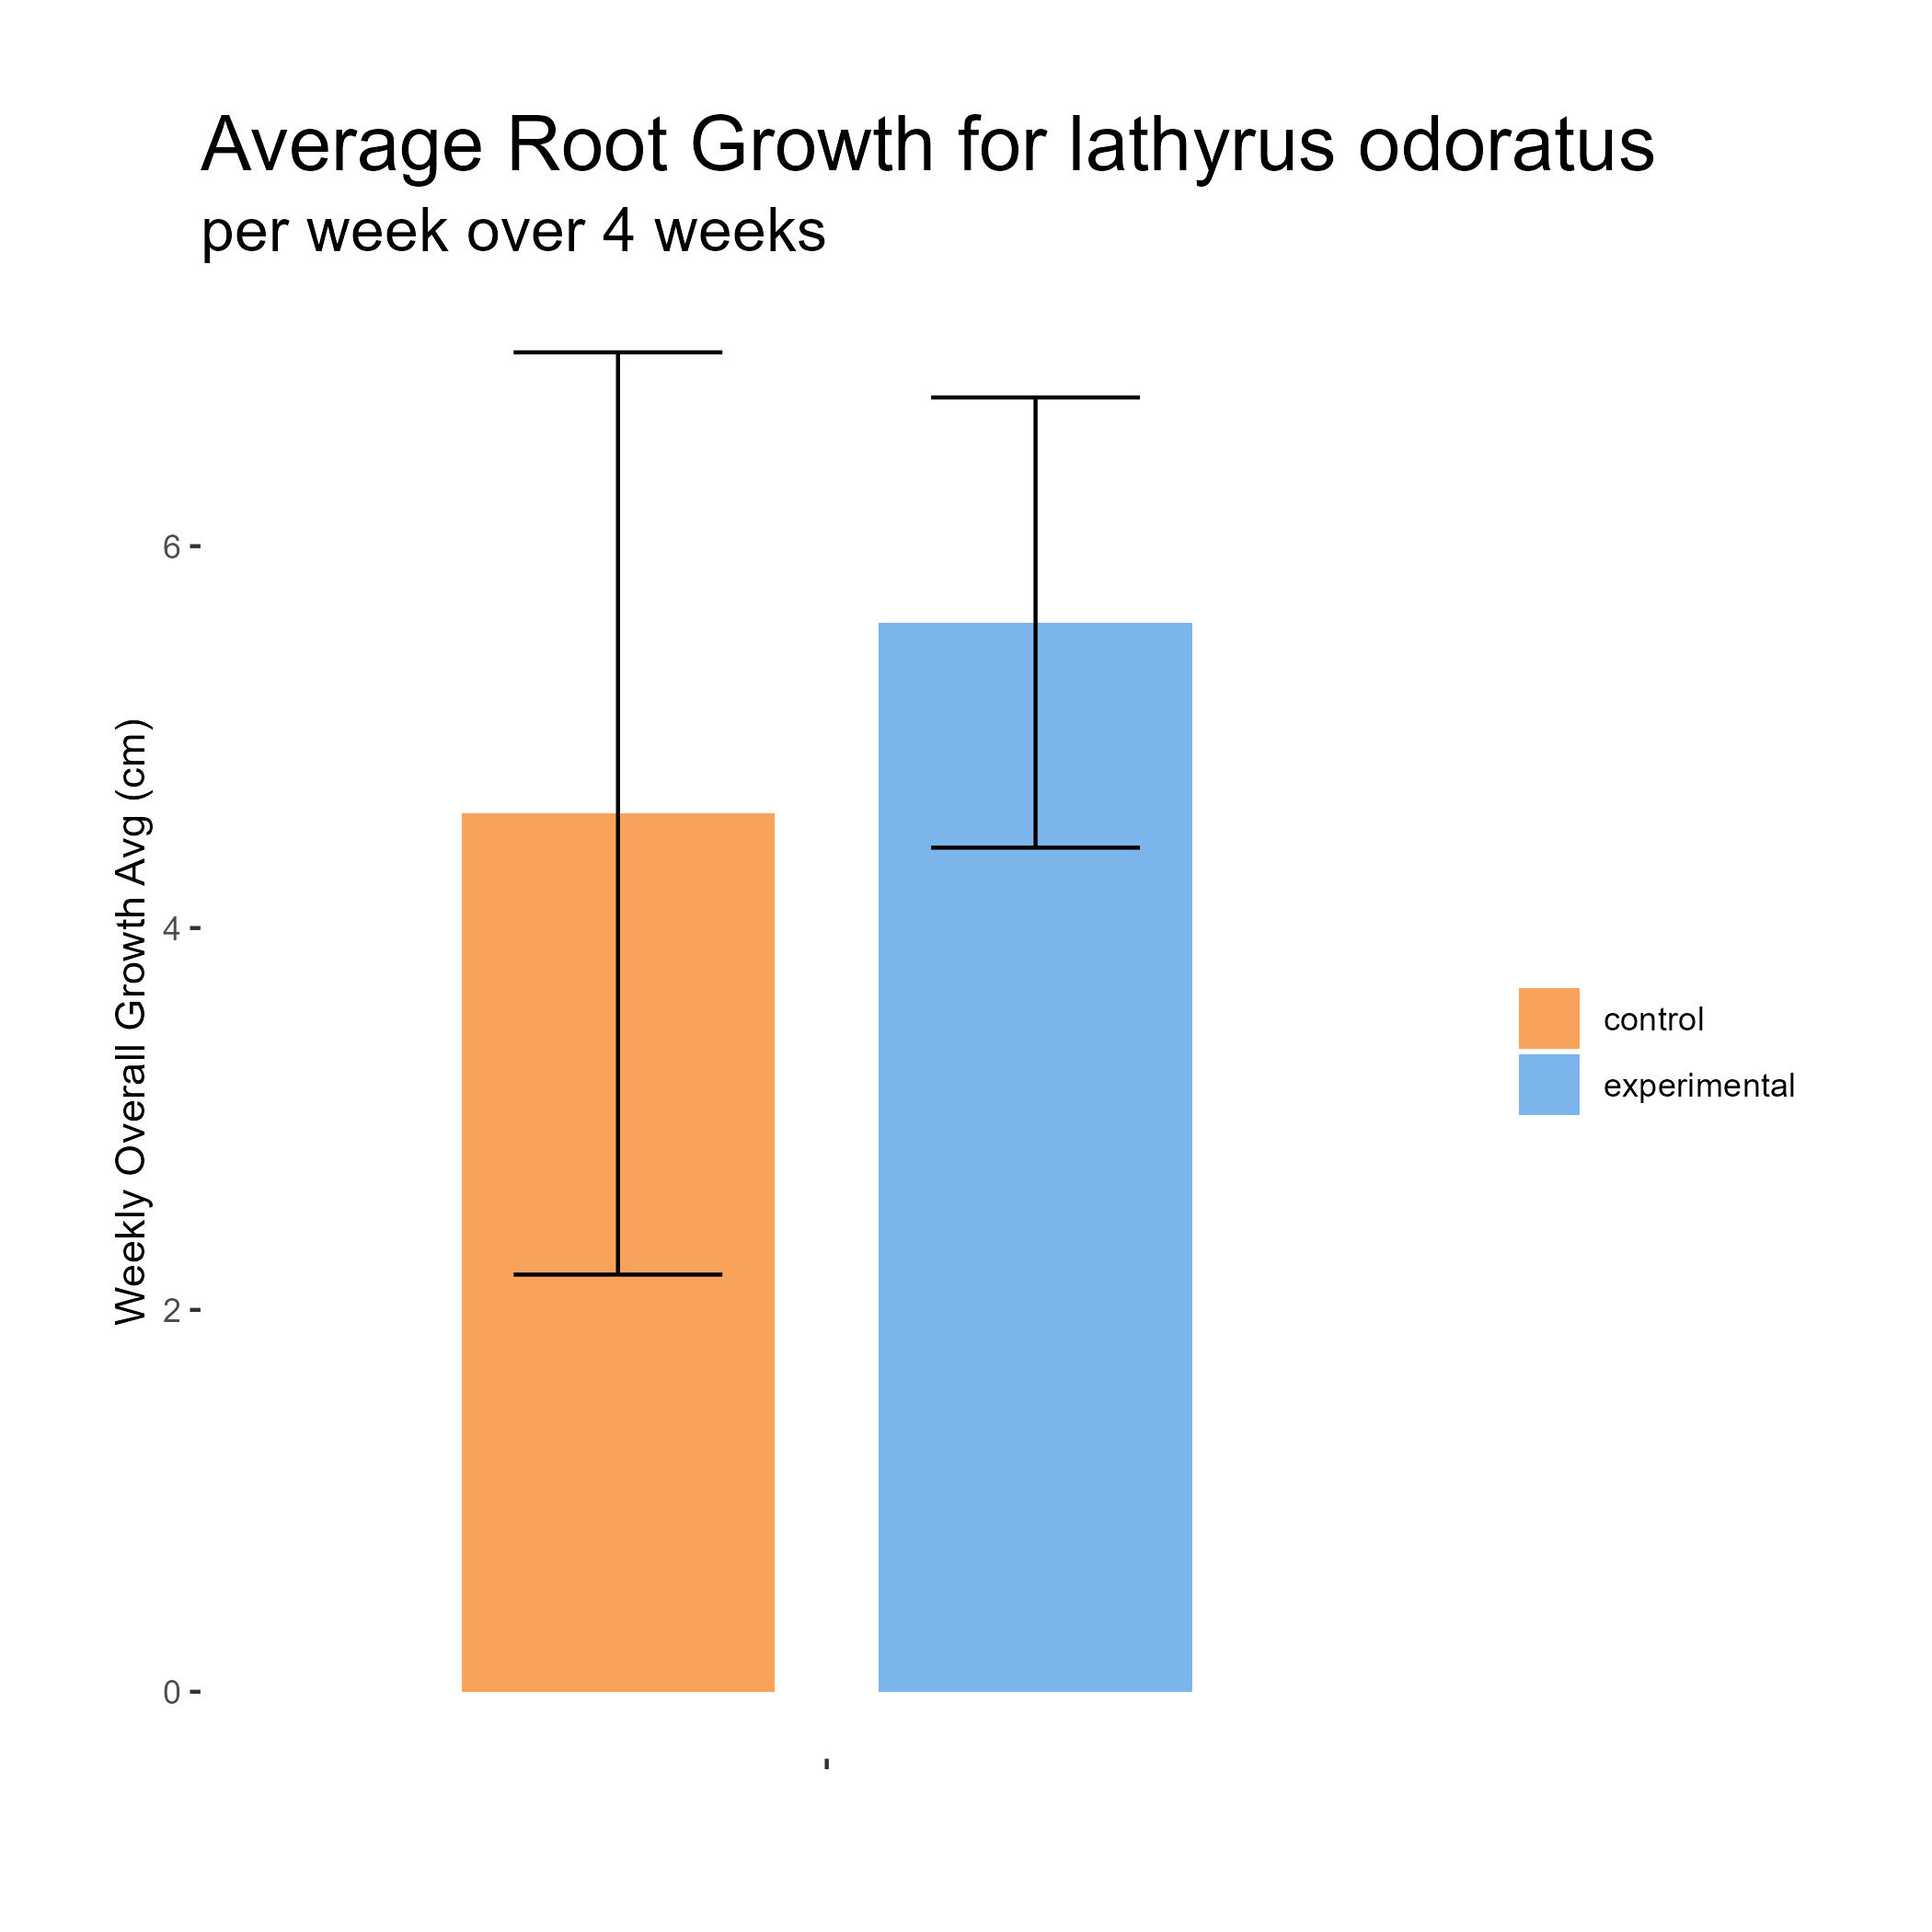 Average Root Growth for lathyrus odoratus
per week over 4 weeks
Weekly Overall Growth Avg (cm)
6
4
2
0
control
experimental